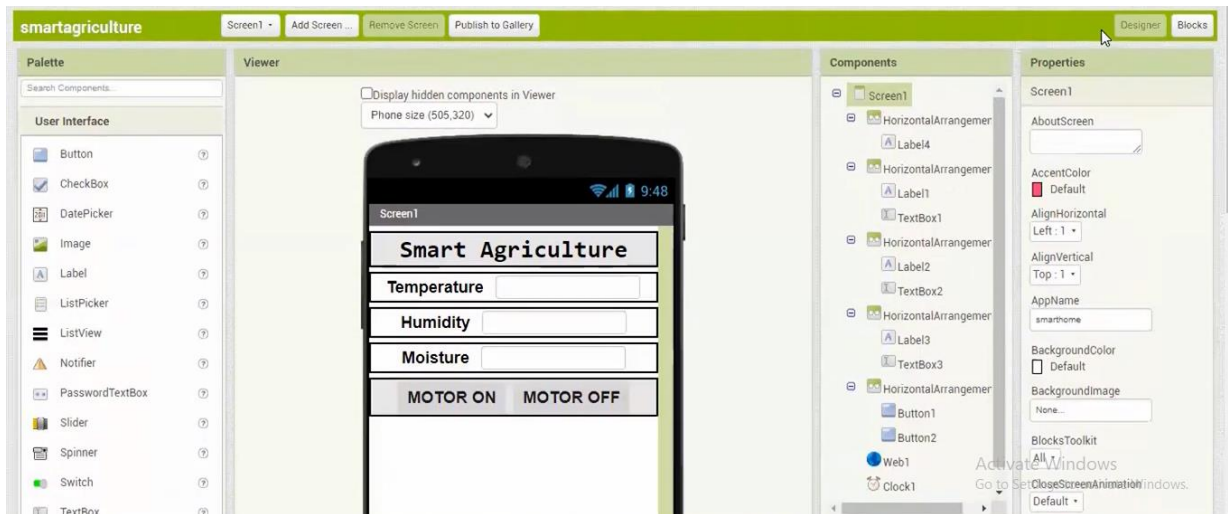 smartagriculture
Screen1
Add Screen ...
Remove Screen
Publish to Gallery
Designer
Blocks
Palette
Search Components...
User Interface
Button
CheckBox
DatePicker
Image
Label
ListPicker
ListView
Notifier
PasswordTextBox
Slider
Spinner
Switch
TextBox
Viewer
Display hidden components in Viewer
Phone size (505,320)
9:48
Screen1
Smart Agriculture
Temperature
Humidity
Moisture
MOTOR ON MOTOR OFF
Components
Screen1
HorizontalArrangemer
Label4
HorizontalArrangemer
Label1
TextBox1
HorizontalArrangemer
Label2
TextBox2
HorizontalArrangemer
Label3
TextBox3
HorizontalArrangemer
Button1
Button2
Web1
Clock1
Properties
Screen1
AboutScreen
AccentColor
Default
AlignHorizontal
Left : 1
AlignVertical
Top : 1
AppName
smarthome
BackgroundColor
Default
BackgroundImage
None...
BlocksToolkit
All
CloseScreenAnimation
Default
Activate Windows
Go to Settings to activate Windows.